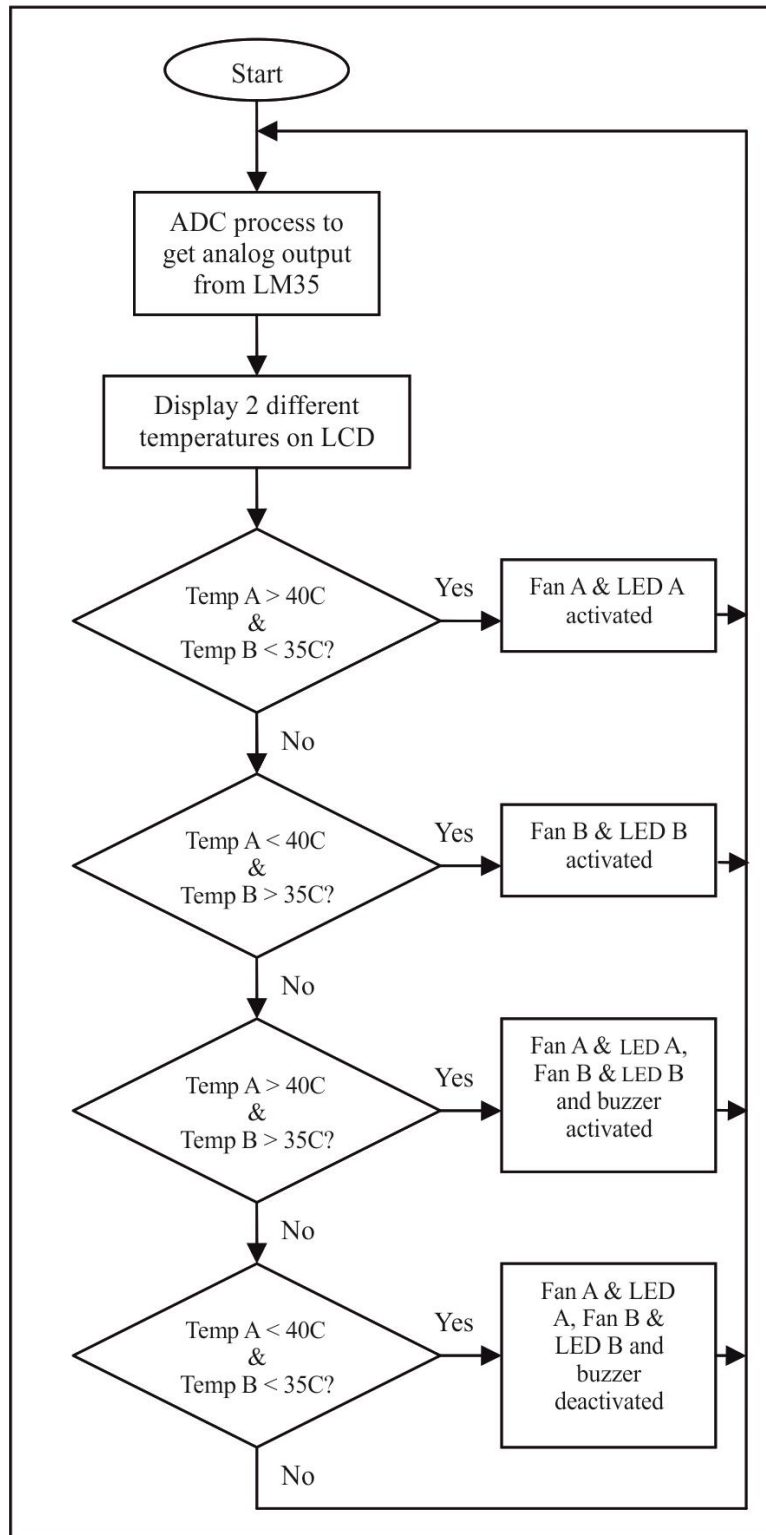 Start
ADC process to
get analog output
from LM35
Display 2 different
temperatures on LCD
Temp A > 40C
&
Temp B < 35C?
Yes
Fan A & LED A
activated
No
Temp A < 40C
&
Temp B > 35C?
Yes
Fan B & LED B
activated
No
Temp A > 40C
&
Temp B > 35C?
Yes
Fan A & LED A,
Fan B & LED B
and buzzer
activated
No
Temp A < 40C
&
Temp B < 35C?
Yes
Fan A & LED
A, Fan B &
LED B and
buzzer
deactivated
No